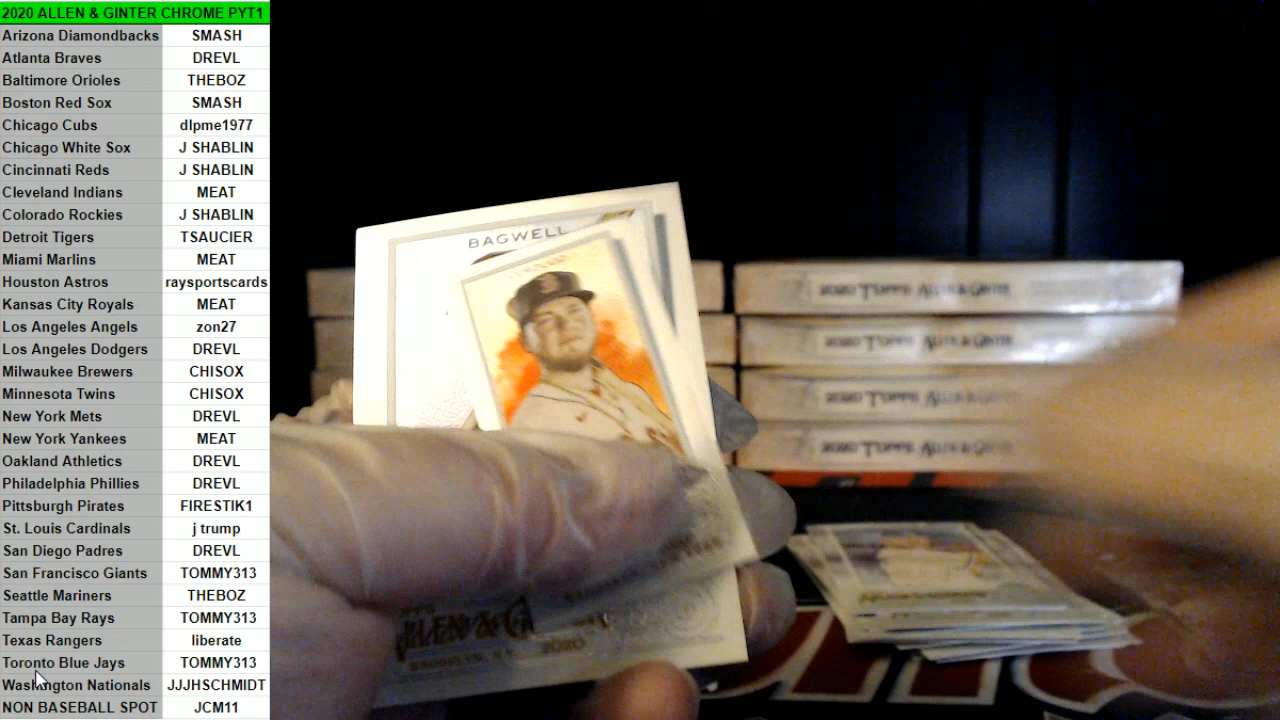 2020 ALLEN & GINTER CHROME PYT1
Arizona Diamondbacks SMASH
Atlanta Braves DREVL
Baltimore Orioles THEBOZ
Boston Red Sox SMASH
Chicago Cubs dlpme1977
Chicago White Sox J SHABLIN
Cincinnati Reds J SHABLIN
Cleveland Indians MEAT
Colorado Rockies J SHABLIN
Detroit Tigers TSAUCIER
Miami Marlins MEAT
Houston Astros raysportscards
Kansas City Royals MEAT
Los Angeles Angels zon27
Los Angeles Dodgers DREVL
Milwaukee Brewers CHISOX
Minnesota Twins CHISOX
New York Mets DREVL
New York Yankees MEAT
Oakland Athletics DREVL
Philadelphia Phillies DREVL
Pittsburgh Pirates FIRESTIK1
St. Louis Cardinals j trump
San Diego Padres DREVL
San Francisco Giants TOMMY313
Seattle Mariners THEBOZ
Tampa Bay Rays TOMMY313
Texas Rangers liberate
Toronto Blue Jays TOMMY313
Washington Nationals JJJHSCHMIDT
NON BASEBALL SPOT JCM11
BAGWELL
2020 TOPPS ALLEN & GINTER
2020 TOPPS ALLEN & GINTER
2020 TOPPS ALLEN & GINTER
2020 TOPPS ALLEN & GINTER
ALLEN & G
BROOKLYN, N.Y. 2020